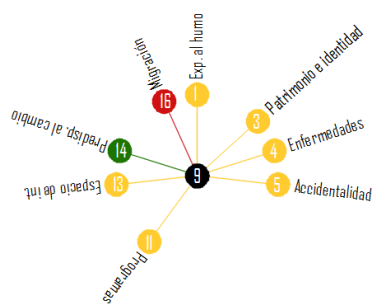 1 Exp. al humo
3 Patrimonio e identidad
4 Enfermedades
5 Accidentalidad
9
11 Programas
13 Espacio de int.
14 Predisp. al cambio
16 Migración